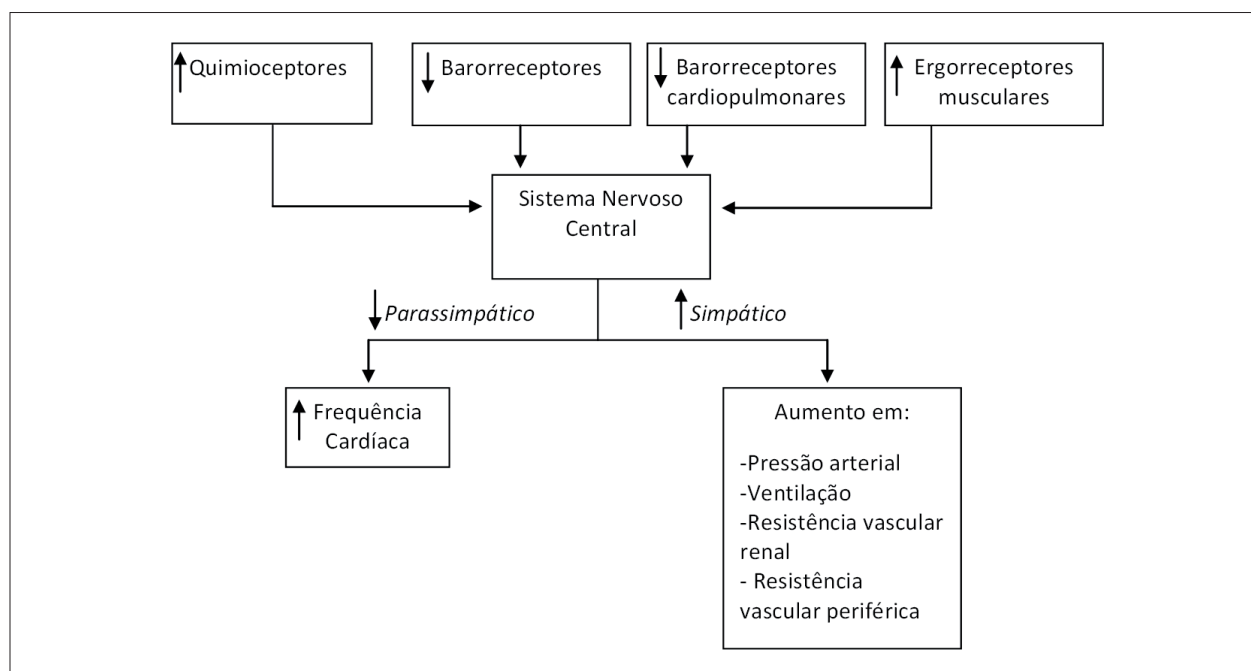 Quimioceptores
Barorreceptores
Barorreceptores
cardiopulmonares
Ergorreceptores
musculares
Sistema Nervoso
Central
Parassimpático
Simpático
Frequência
Cardíaca
Aumento em:
-Pressão arterial
-Ventilação
-Resistência vascular
renal
- Resistência
vascular periférica